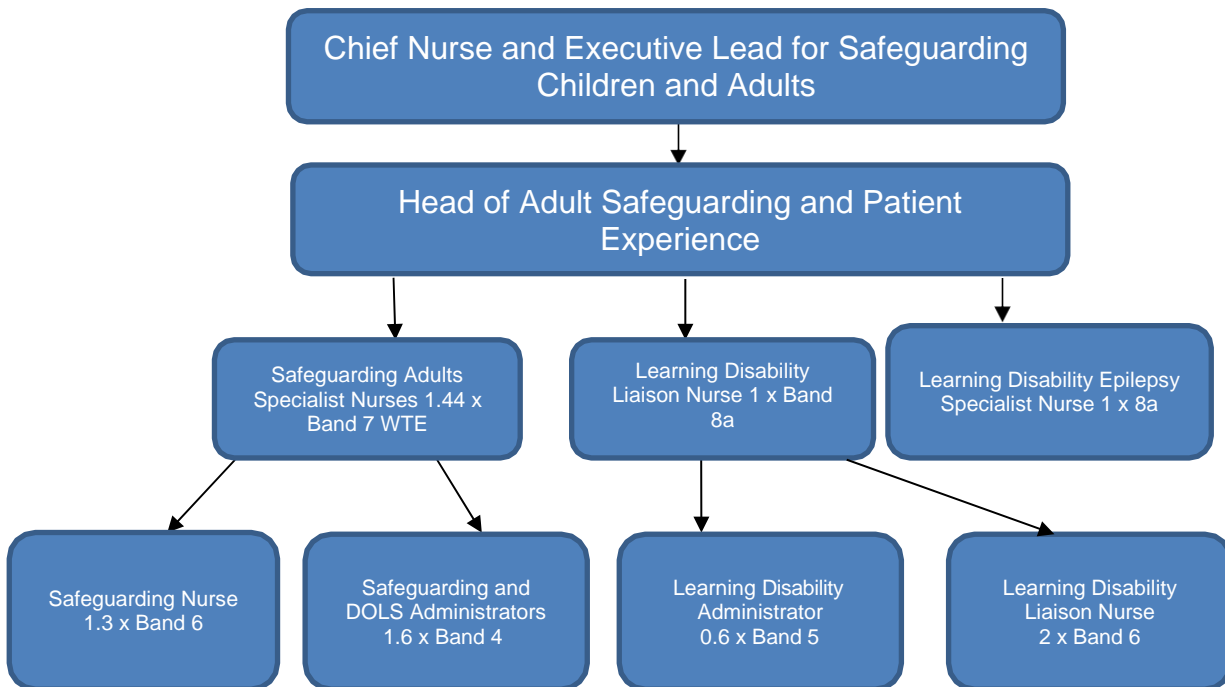 Chief Nurse and Executive Lead for Safeguarding
Children and Adults
Head of Adult Safeguarding and Patient
Experience
Safeguarding Adults
Specialist Nurses 1.44 x
Band 7 WTE
Learning Disability
Liaison Nurse 1 x Band
8a
Learning Disability Epilepsy
Specialist Nurse 1 x 8a
Safeguarding Nurse
1.3 x Band 6
Safeguarding and
DOLS Administrators
1.6 x Band 4
Learning Disability
Administrator
0.6 x Band 5
Learning Disability
Liaison Nurse
2 x Band 6